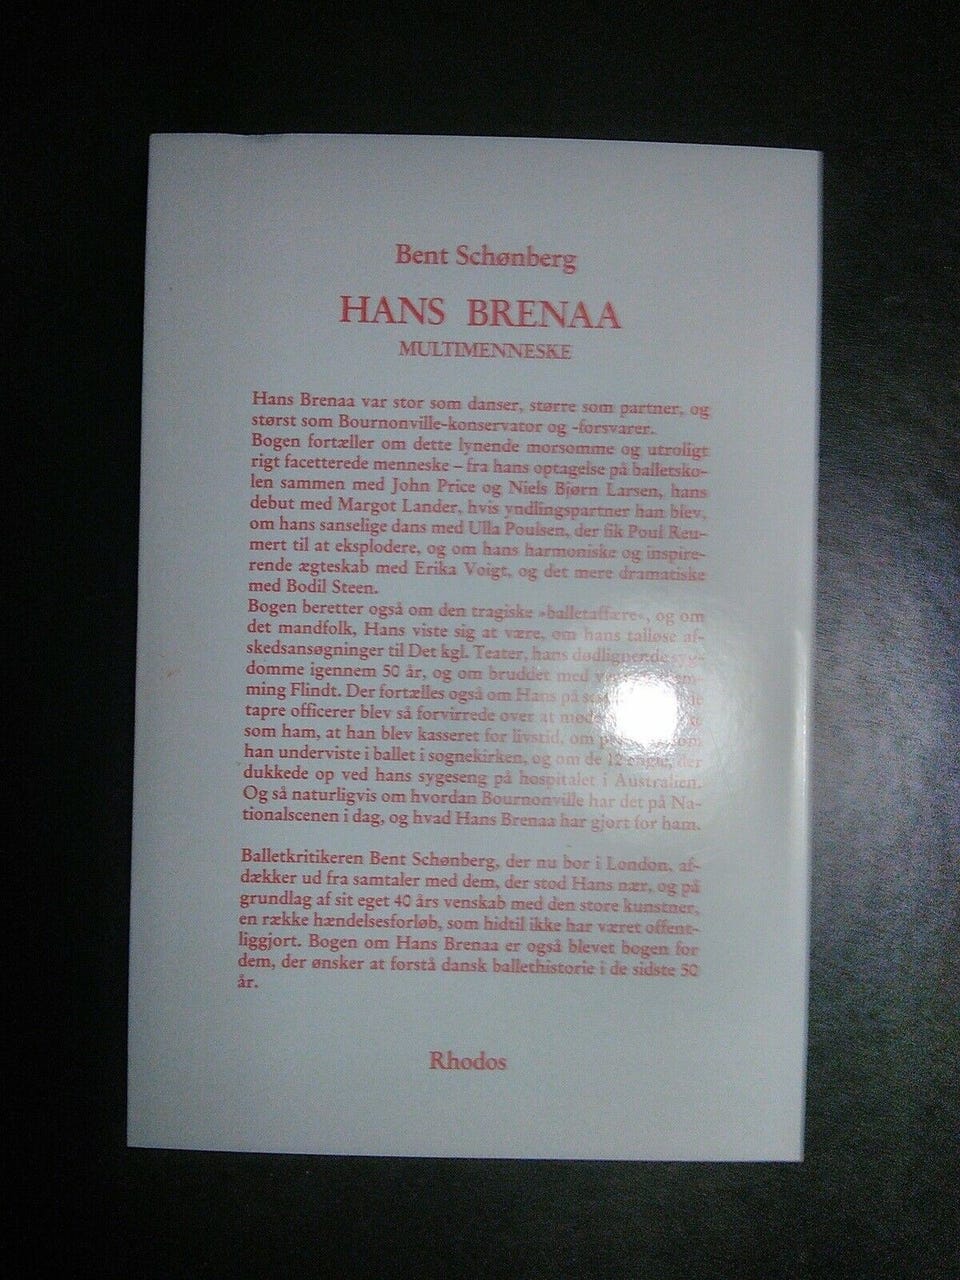 Bent Schønberg
HANS BRENAA
MULTIMENNESKE
Hans Brenaa var stor som danser, større som partner, og
størst som Bournonville-konservator og -forsvarer.
Bogen fortæller om dette lynende morsomme og utroligt
rigt facetterede menneske – fra hans optagelse på balletsko-
len sammen med John Price og Niels Bjørn Larsen, hans
debut med Margot Lander, hvis yndlingspartner han blev,
om hans sanselige dans med Ulla Poulsen, der fik Poul Reu-
mert til at eksplodere, og om hans harmoniske og inspire-
rende ægteskab med Erika Voigt, og det mere dramatiske
med Bodil Steen.
Bogen beretter også om den tragiske »balletaffære«, og om
det mandfolk, Hans viste sig at være, om hans talløse af-
skedsansøgninger til Det kgl. Teater, hans dødlignende syg-
domme igennem 50 år, og om bruddet med
ming Flindt. Der fortælles også om Hans på
tapre officerer blev så forvirrede over at
som ham, at han blev kasseret for livstid, om
han underviste i ballet i sognekirken, og om de 12 der
dukkede op ved hans sygeseng på hospitalet i Australien.
Og så naturligvis om hvordan Bournonville har det på Na-
tionalscenen i dag, og hvad Hans Brenaa har gjort for ham.
Balletkritikeren Bent Schønberg, der nu bor i London, af-
dækker ud fra samtaler med dem, der stod Hans nær, og på
grundlag af sit eget 40 års venskab med den store kunstner,
en række hændelsesforløb, som hidtil ikke har været offent-
liggjort. Bogen om Hans Brenaa er også blevet bogen for
dem, der ønsker at forstå dansk ballethistorie i de sidste 50
år.
Rhodos